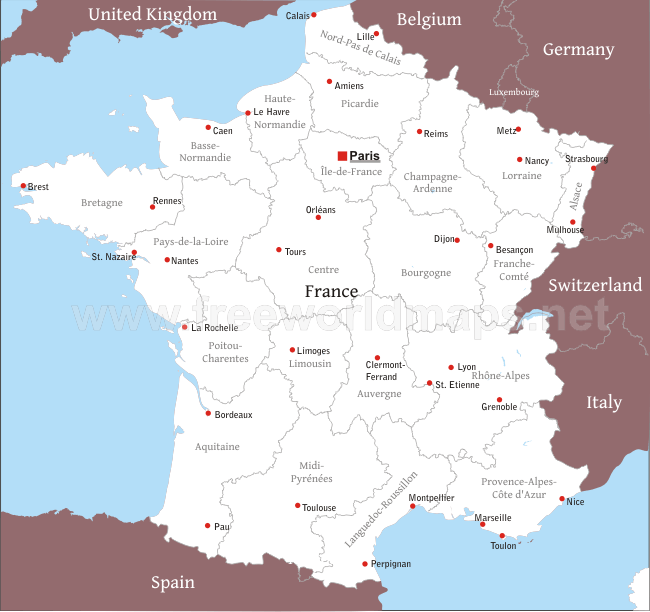 United Kingdom
Belgium
Germany
Luxembourg
Calais
Lille
Nord-Pas de Calais
Amiens
Picardie
Haute-
Normandie
Le Havre
Caen
Basse-
Normandie
Reims
Champagne-
Ardenne
Metz
Nancy
Lorraine
Strasbourg
Alsace
Mulhouse
Paris
Île-de-France
Brest
Bretagne
Rennes
Pays-de-la-Loire
St. Nazaire
Nantes
Orléans
Tours
Centre
France
Dijon
Bourgogne
Besançon
Franche-
Comté
Switzerland
www.freeworldmaps.net
La Rochelle
Poitou-
Charentes
Limoges
Limousin
Clermont-
Ferrand
Auvergne
Lyon
Rhône-Alpes
St. Etienne
Grenoble
Italy
Bordeaux
Aquitaine
Midi-
Pyrénées
Toulouse
Pau
Languedoc-Roussillon
Montpellier
Perpignan
Provence-Alpes-
Côte d'Azur
Marseille
Toulon
Nice
Spain